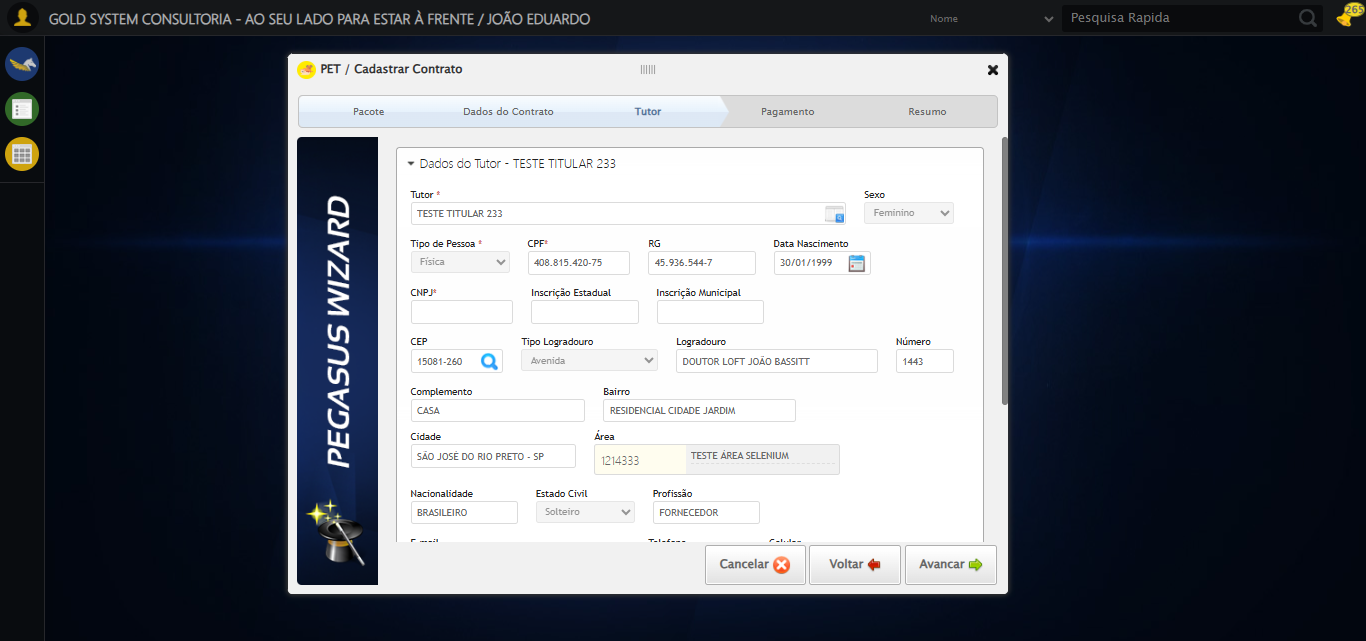 GOLD SYSTEM CONSULTORIA - AO SEU LADO PARA ESTAR À FRENTE / JOÃO EDUARDO
Nome
Pesquisa Rapida
265
PET / Cadastrar Contrato
Pacote
Dados do Contrato
Tutor
Pagamento
Resumo
PEGASUS WIZARD
Dados do Tutor - TESTE TITULAR 233
Tutor *
Sexo
TESTE TITULAR 233
Feminino
Tipo de Pessoa *
CPF*
RG
Data Nascimento
Física
408.815.420-75
45.936.544-7
30/01/1999
CNPJ*
Inscrição Estadual
Inscrição Municipal
CEP
Tipo Logradouro
Logradouro
Número
15081-260
Avenida
DOUTOR LOFT JOÃO BASSITT
1443
Complemento
Bairro
CASA
RESIDENCIAL CIDADE JARDIM
Cidade
Área
SÃO JOSÉ DO RIO PRETO - SP
1214333
TESTE ÁREA SELENIUM
Nacionalidade
Estado Civil
Profissão
BRASILEIRO
Solteiro
FORNECEDOR
E-mail
Telefone
Celular
Cancelar
Voltar
Avancar